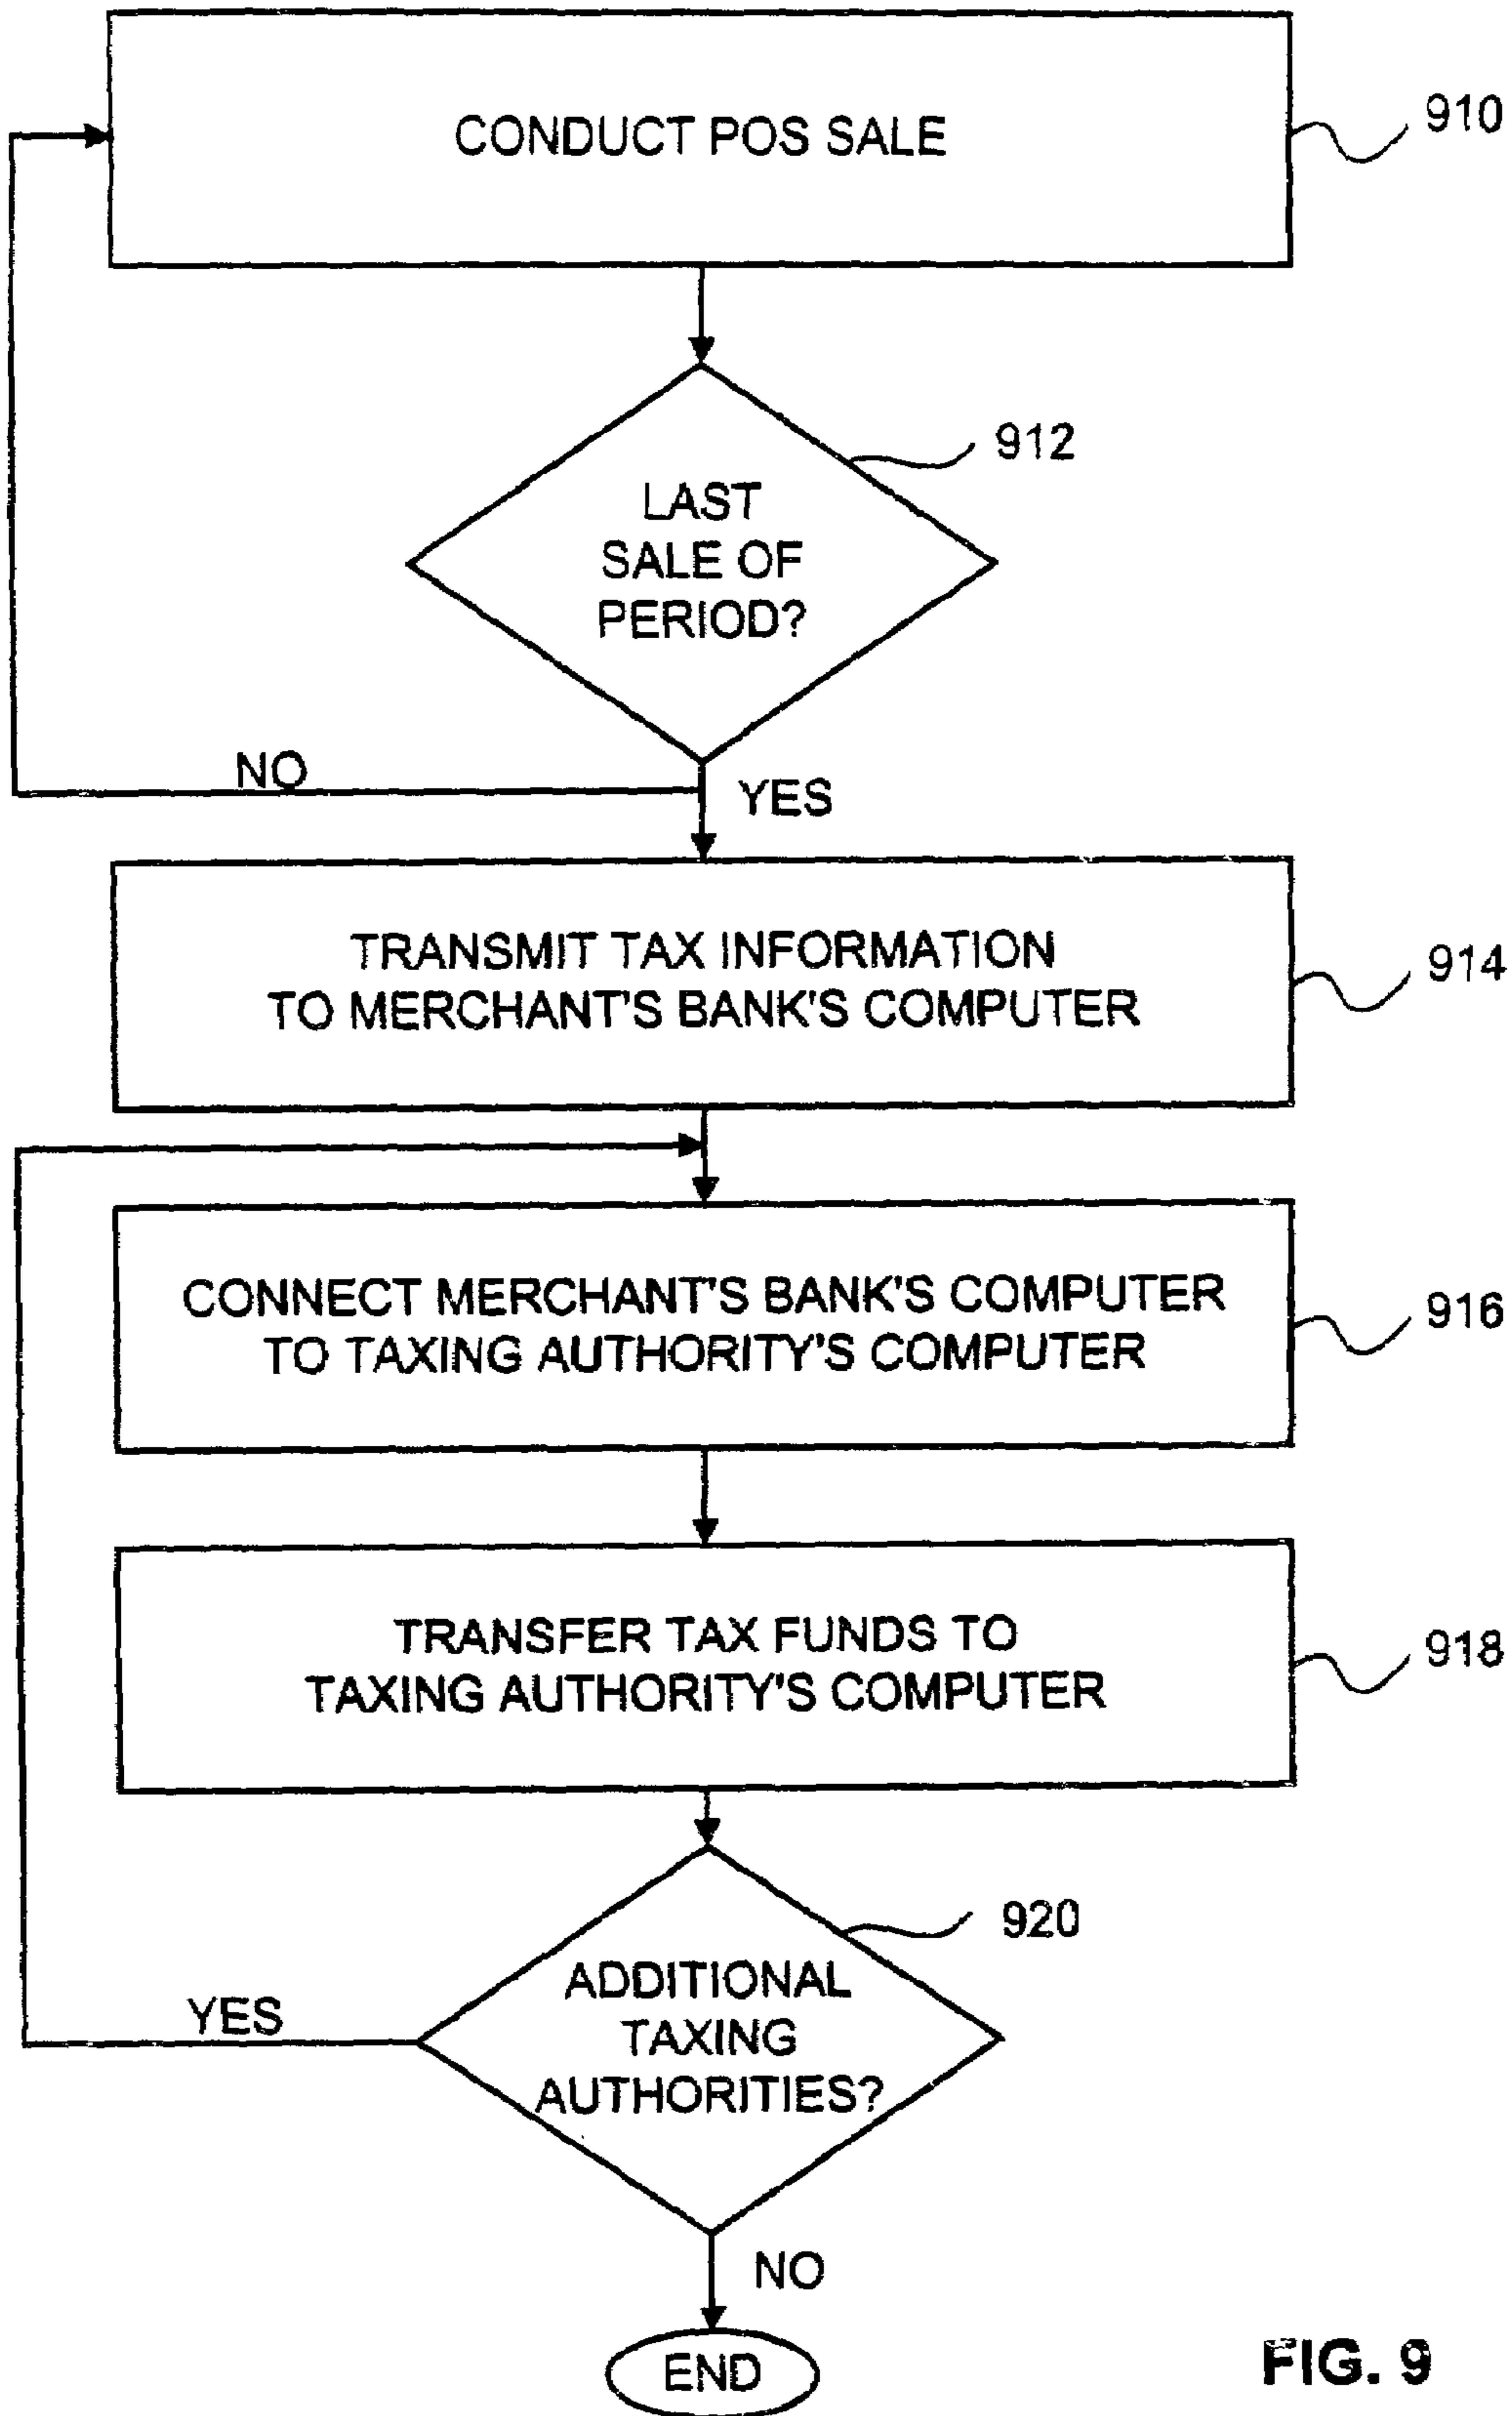 CONDUCT POS SALE
910
912
LAST
SALE OF
PERIOD?
NO
YES
TRANSMIT TAX INFORMATION
TO MERCHANT'S BANK'S COMPUTER
914
CONNECT MERCHANT'S BANK'S COMPUTER
TO TAXING AUTHORITY'S COMPUTER
916
TRANSFER TAX FUNDS TO
TAXING AUTHORITY'S COMPUTER
918
920
ADDITIONAL
TAXING
AUTHORITIES?
YES
NO
END
FIG. 9